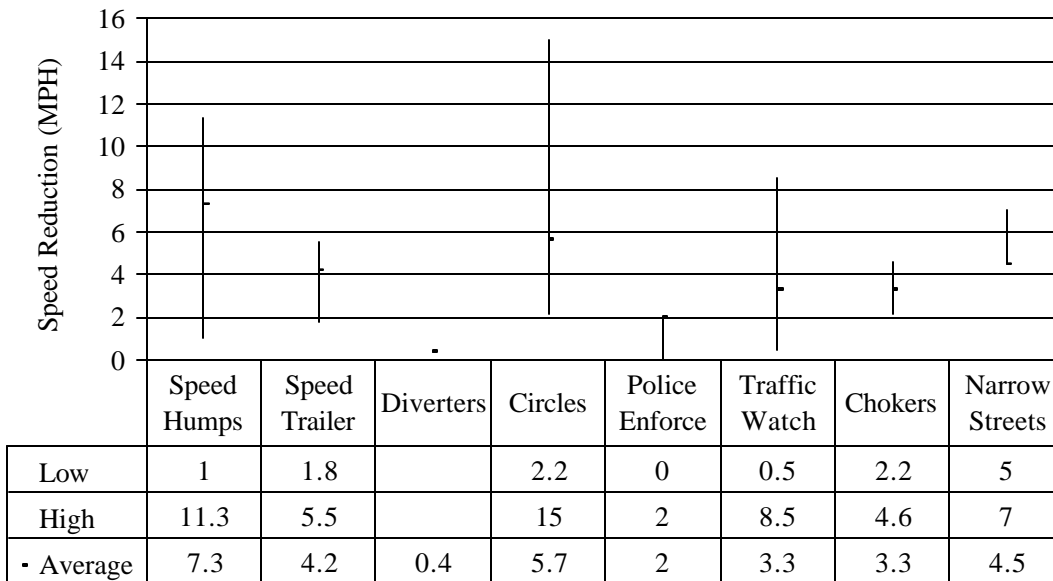 16
14
12
10
8
6
4
2
0
Speed Reduction (MPH)
Speed Humps Speed Trailer Diverters Circles Police Enforce Traffic Watch Chokers Narrow Streets
Low 1 1.8 2.2 0 0.5 2.2 5
High 11.3 5.5 15 2 8.5 4.6 7
Average 7.3 4.2 0.4 5.7 2 3.3 3.3 4.5